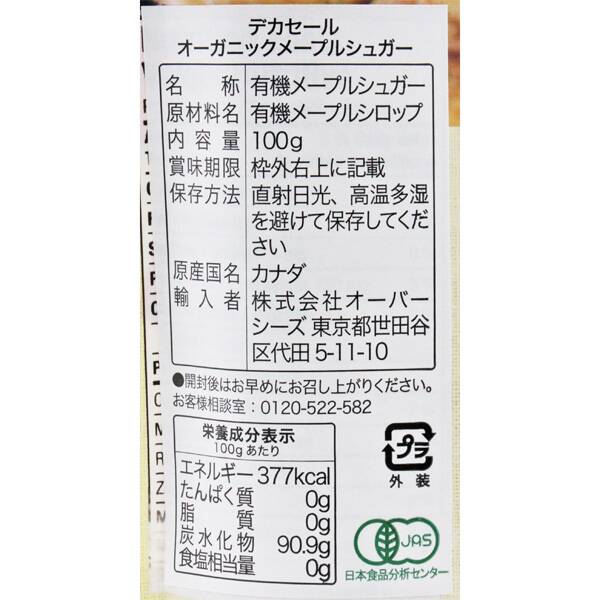 デカセール
オーガニックメープルシュガー
名称 有機メープルシュガー
原材料名 有機メープルシロップ
内容量 100g
賞味期限 枠外右上に記載
保存方法 直射日光、高温多湿
を避けて保存してくだ
さい
原産国名 カナダ
輸入者 株式会社オーバー
シーズ 東京都世田谷
区代田 5-11-10
●開封後はお早めにお召し上がりください。
お客様相談室：0120-522-582
栄養成分表示
100gあたり
エネルギー 377kcal
たんぱく質 0g
脂質 0g
炭水化物 90.9g
食塩相当量 0g
プラ
外装
JAS
日本食品分析センター